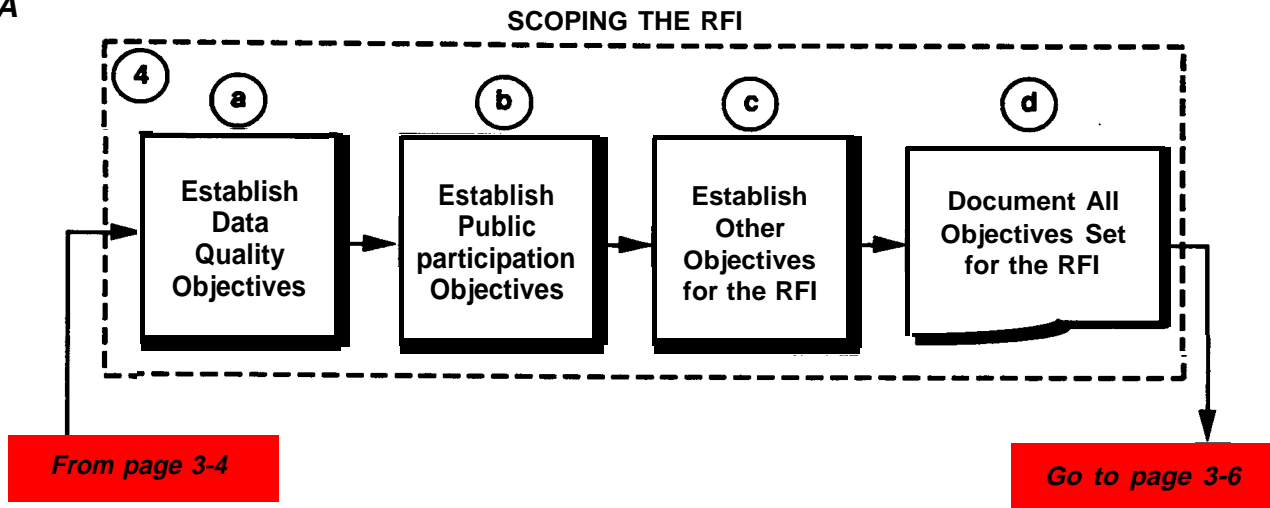 A
SCOPING THE RFI
4
a
b
c
d
Establish
Data
Quality
Objectives
Establish
Public
participation
Objectives
Establish
Other
Objectives
for the RFI
Document All
Objectives Set
for the RFI
From page 3-4
Go to page 3-6